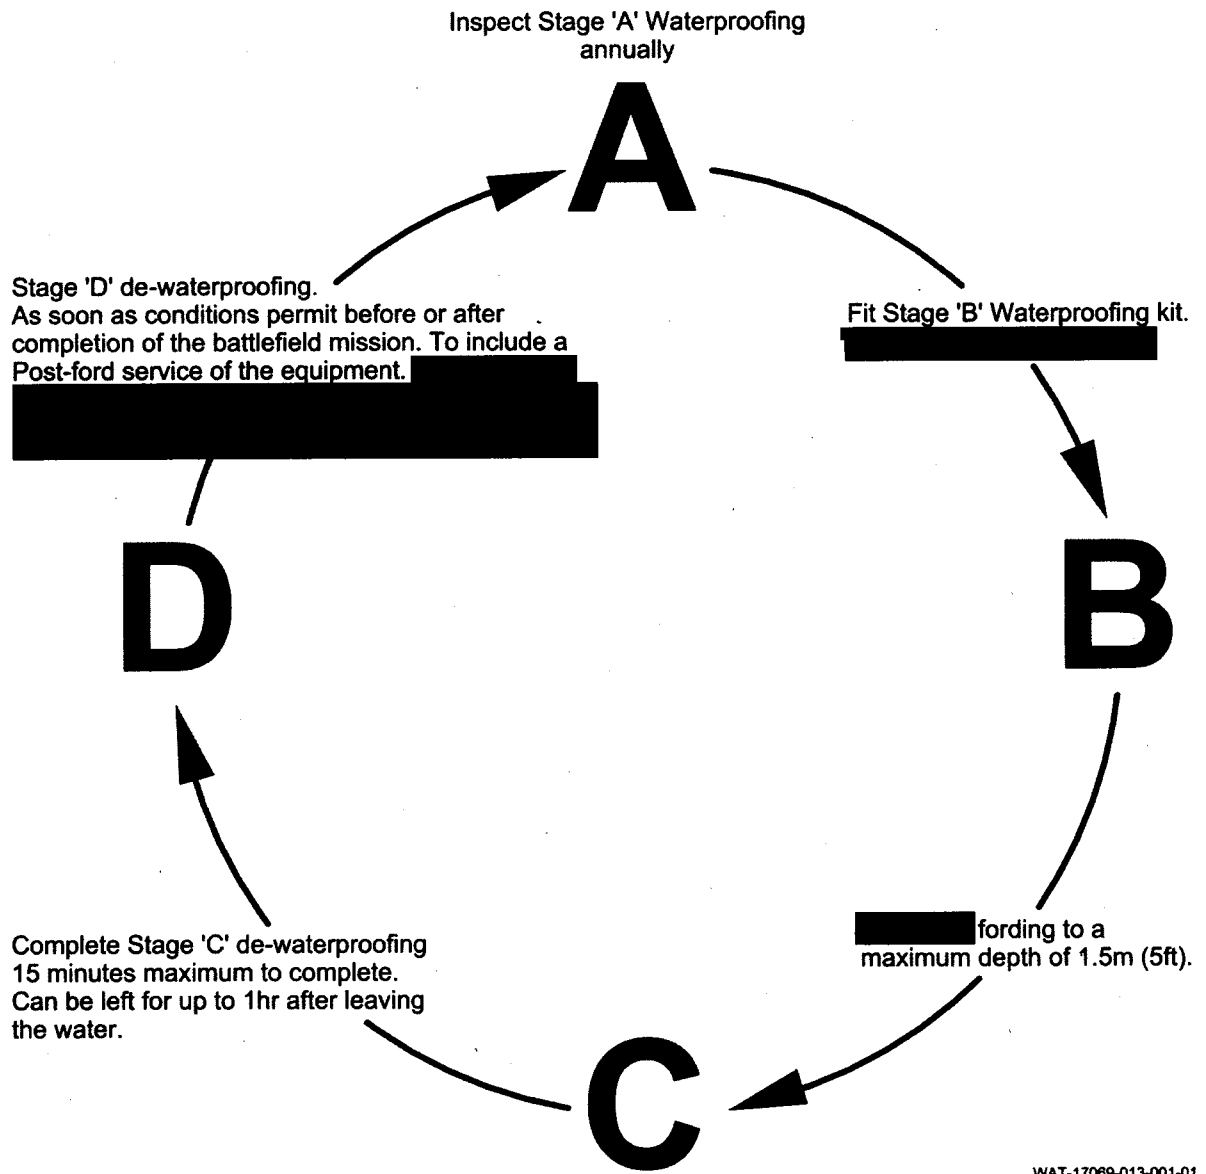 Inspect Stage 'A' Waterproofing
annually
A
Stage 'D' de-waterproofing.
As soon as conditions permit before or after
completion of the battlefield mission. To include a
Post-ford service of the equipment.
Fit Stage 'B' Waterproofing kit.
D
B
fording to a
maximum depth of 1.5m (5ft).
Complete Stage 'C' de-waterproofing
15 minutes maximum to complete.
Can be left for up to 1hr after leaving
the water.
C
WAT-17069-013-001-01